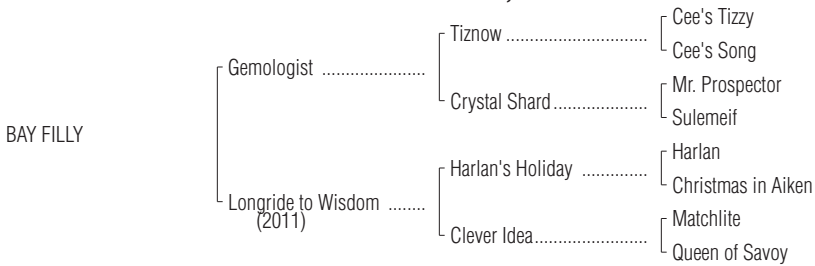 Cee's Tizzy
Tiznow ..............................
Cee's Song
Gemologist ......................
Mr. Prospector
Crystal Shard....................
Sulemeif
BAY FILLY
Harlan
Harlan's Holiday ..............
Christmas in Aiken
Longride to Wisdom ........
(2011)
Matchlite
Clever Idea........................
Queen of Savoy